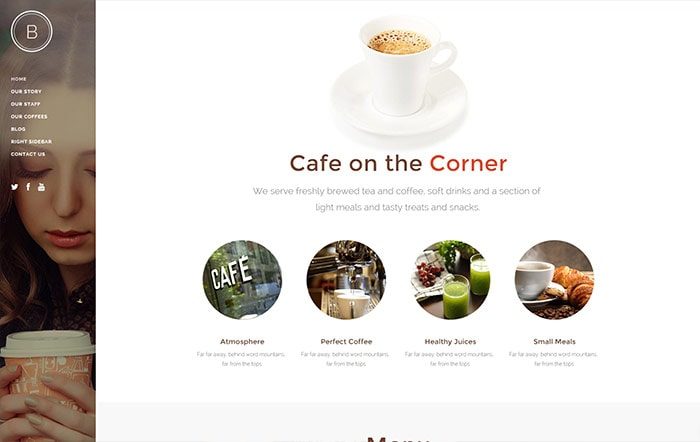 B
HOME
OUR STORY
OUR STAFF
OUR COFFEES
BLOG
RIGHT SIDEBAR
CONTACT US
Cafe on the Corner
We serve freshly brewed tea and coffee, soft drinks and a section of
light meals and tasty treats and snacks.
CAFÉ
Atmosphere
Far far away, behind word mountains,
far from the tops
Perfect Coffee
Far far away, behind word mountains,
far from the tops
Healthy Juices
Far far away, behind word mountains,
far from the tops
Small Meals
Far far away, behind word mountains,
far from the tops
Menu